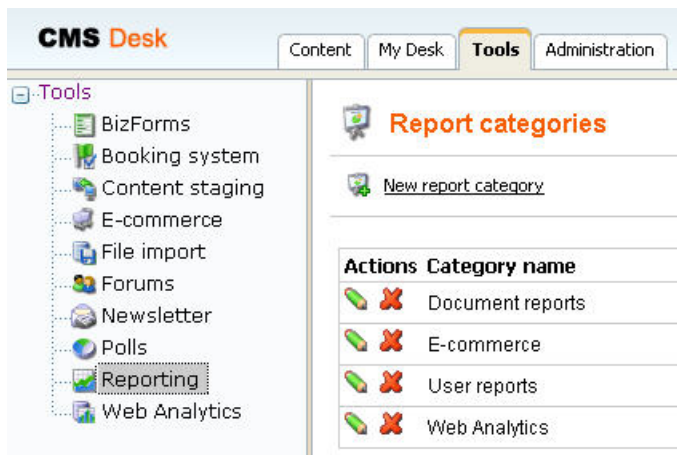 CMS Desk
Content My Desk Tools Administration
Tools
BizForms
Booking system
Content staging
E-commerce
File import
Forums
Newsletter
Polls
Reporting
Web Analytics
Report categories
New report category
Actions Category name
Document reports
E-commerce
User reports
Web Analytics